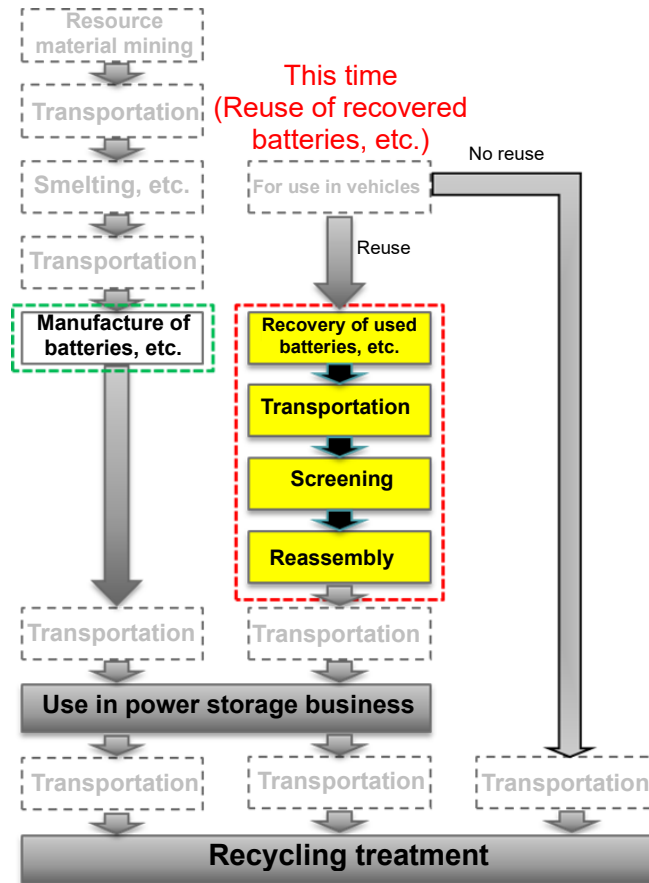 Resource
material mining
Transportation
Smelting, etc.
Transportation
Manufacture of
batteries, etc.
Transportation
This time
(Reuse of recovered
batteries, etc.)
For use in vehicles
No reuse
Reuse
Recovery of used
batteries, etc.
Transportation
Screening
Reassembly
Transportation
Use in power storage business
Transportation
Transportation
Transportation
Recycling treatment